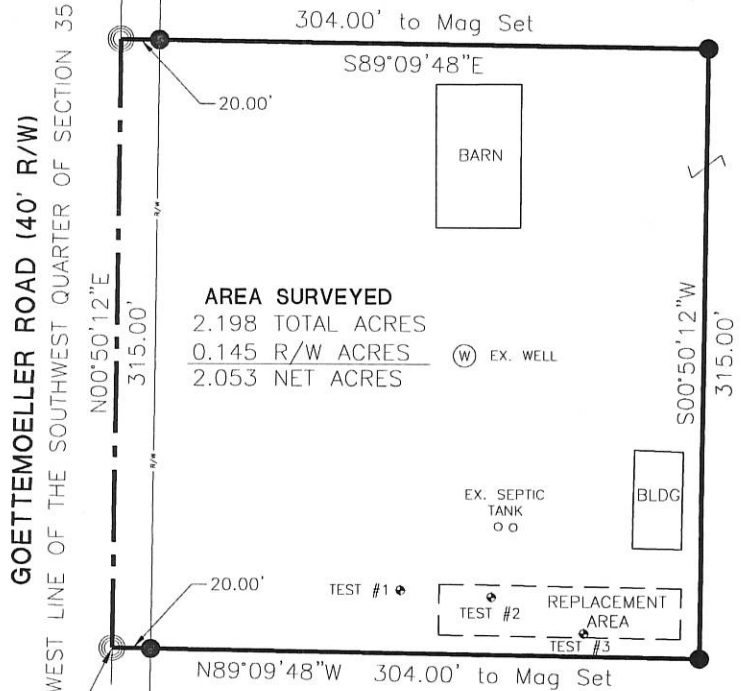 304.00' to Mag Set
S89°09'48"E
20.00'
GOETTEMOELLER ROAD (40' R/W)
WEST LINE OF THE SOUTHWEST QUARTER OF SECTION 35
N00°50'12"E
315.00'
R/W
R/W
BARN
AREA SURVEYED
2.198 TOTAL ACRES
0.145 R/W ACRES
2.053 NET ACRES
W EX. WELL
S00°50'12"W
315.00'
EX. SEPTIC
TANK
BLDG
20.00'
TEST #1
TEST #2
REPLACEMENT
AREA
TEST #3
N89°09'48"W 304.00' to Mag Set